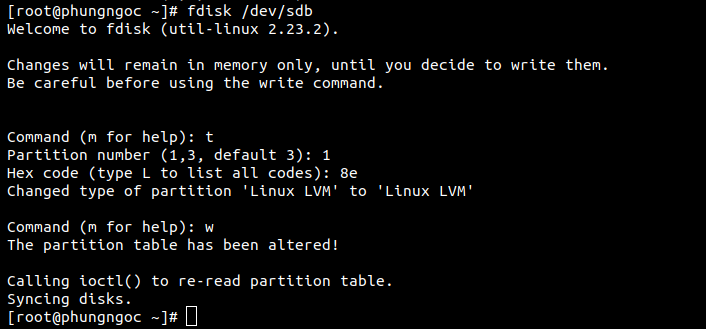 [root@phungngoc ~]# fdisk /dev/sdb
Welcome to fdisk (util-linux 2.23.2).
Changes will remain in memory only, until you decide to write them.
Be careful before using the write command.
Command (m for help): t
Partition number (1,3, default 3): 1
Hex code (type L to list all codes): 8e
Changed type of partition 'Linux LVM' to 'Linux LVM'
Command (m for help): w
The partition table has been altered!
Calling ioctl() to re-read partition table.
Syncing disks.
[root@phungngoc ~]#